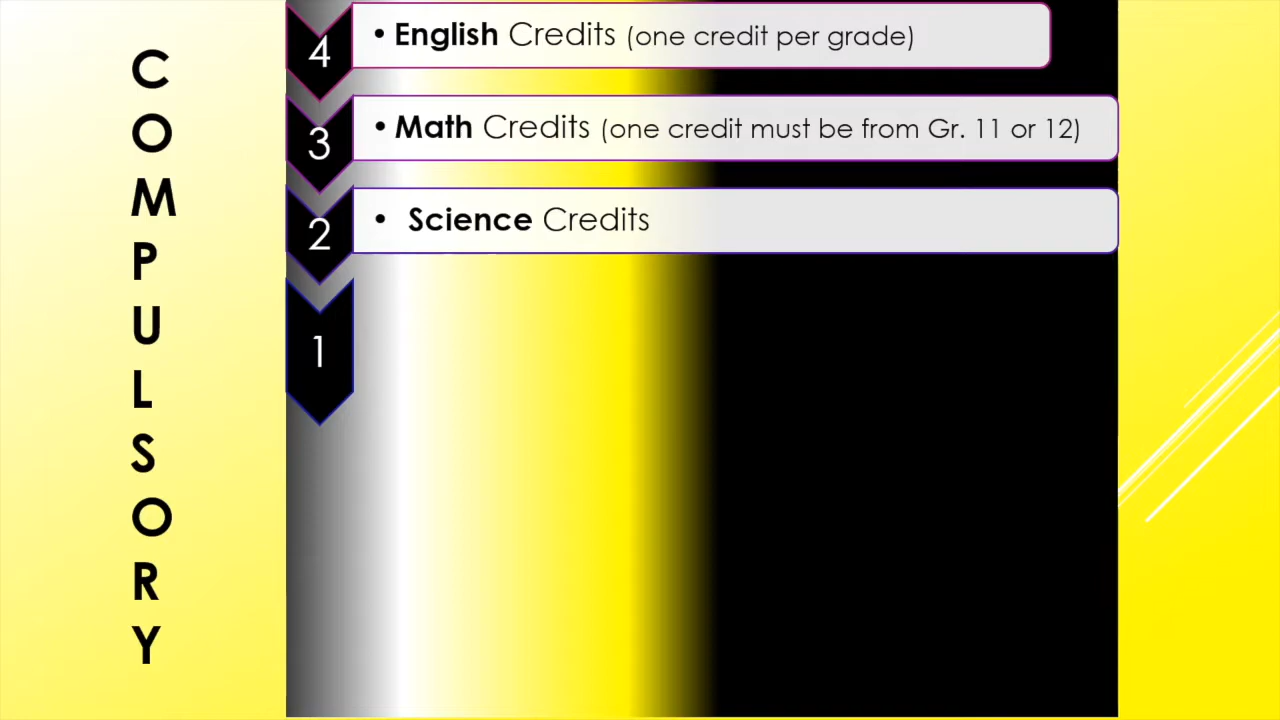 COMPULSORY
4
• English Credits (one credit per grade)
3
• Math Credits (one credit must be from Gr. 11 or 12)
2
• Science Credits
1